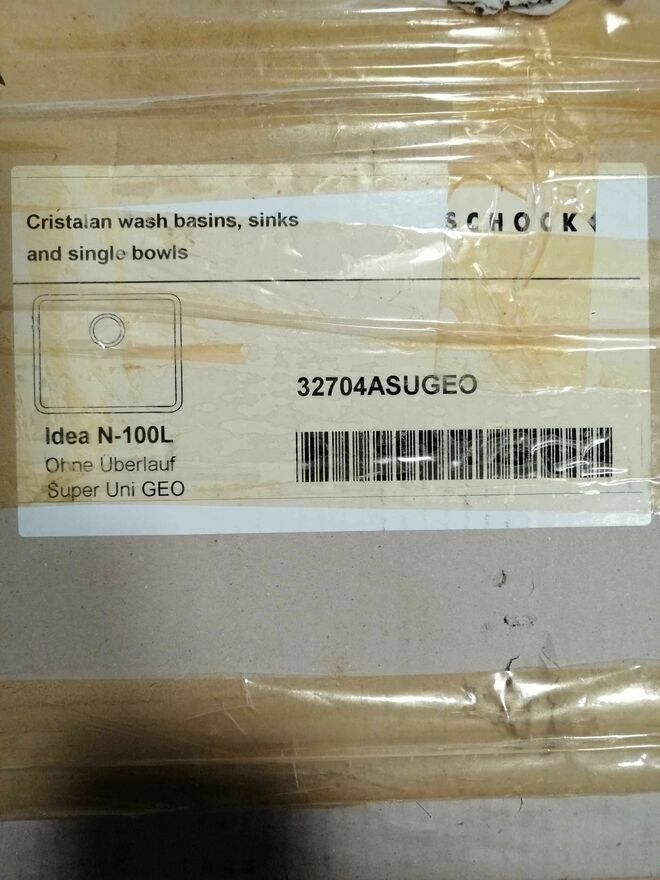 Cristalan wash basins, sinks
and single bowls
SCHOCK
32704ASUGEO
Idea N-100L
Ohne Überlauf
Super Uni GEO